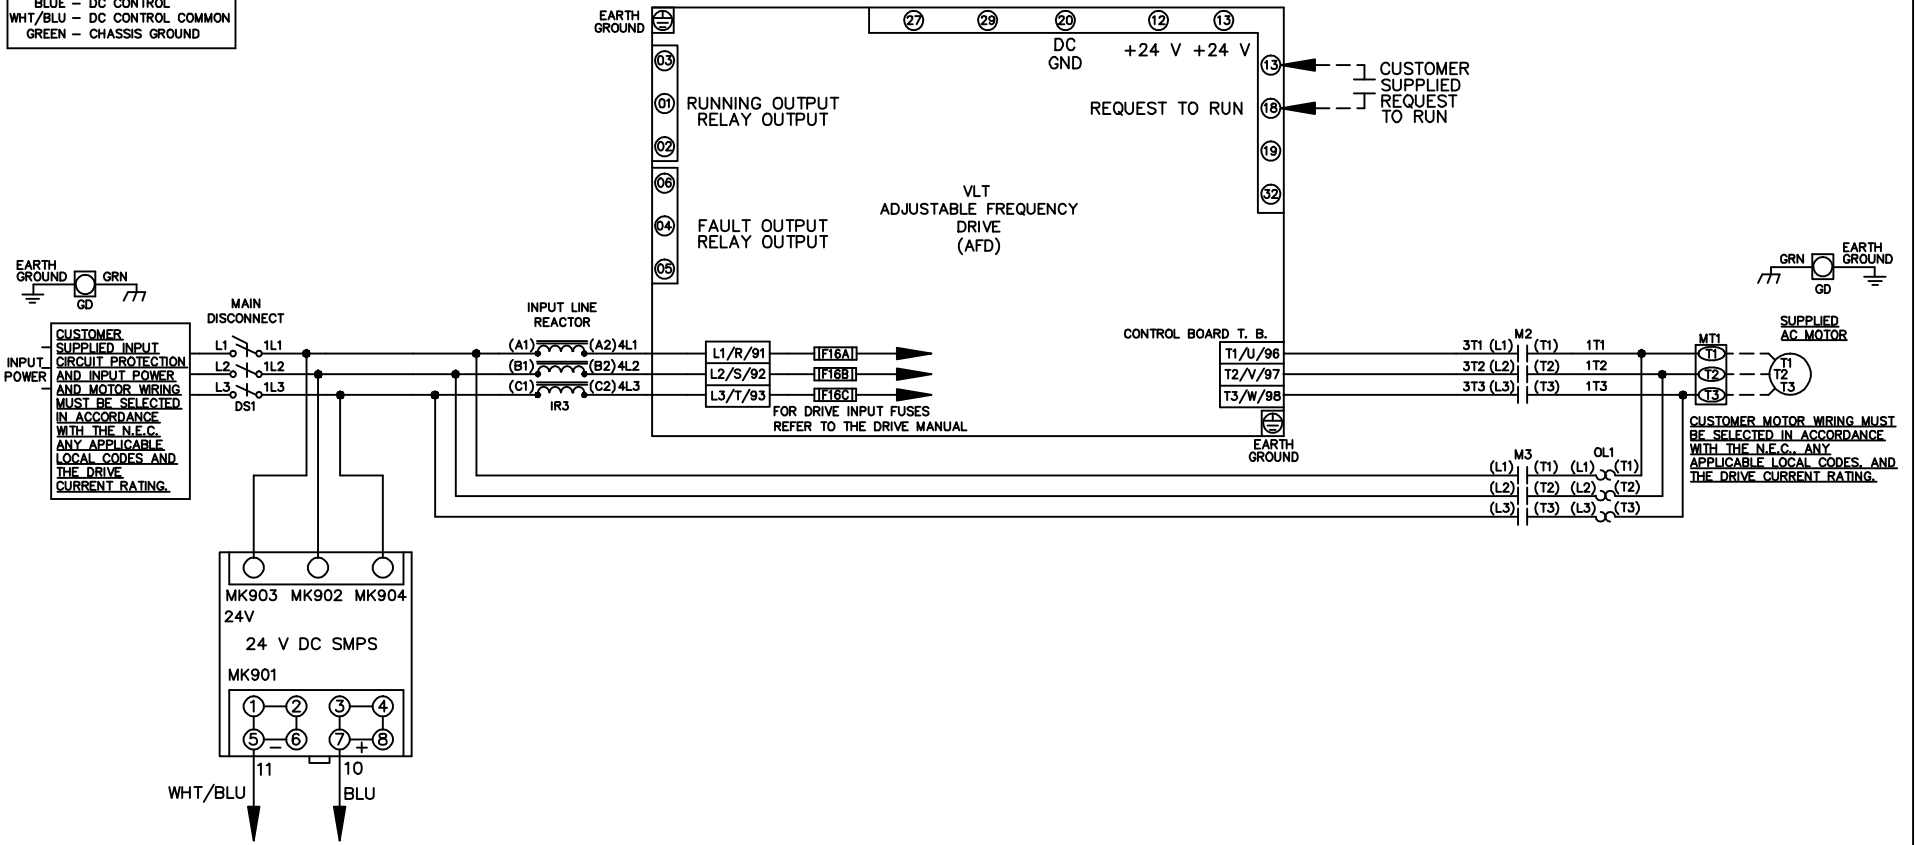 BLUE – DC CONTROL
WHT/BLU – DC CONTROL COMMON
GREEN – CHASSIS GROUND
EARTH
GROUND
27
29
20
12
13
DC
GND
+24 V
+24 V
03
01
02
RUNNING OUTPUT
RELAY OUTPUT
06
04
05
FAULT OUTPUT
RELAY OUTPUT
REQUEST TO RUN
13
18
19
32
CUSTOMER
SUPPLIED
REQUEST
TO RUN
VLT
ADJUSTABLE FREQUENCY
DRIVE
(AFD)
EARTH
GROUND
GRN
GD
INPUT
POWER
CUSTOMER
SUPPLIED INPUT
CIRCUIT PROTECTION
AND INPUT POWER
AND MOTOR WIRING
MUST BE SELECTED
IN ACCORDANCE
WITH THE N.E.C.
ANY APPLICABLE
LOCAL CODES AND
THE DRIVE
CURRENT RATING.
MAIN
DISCONNECT
L1 1L1
L2 1L2
L3 1L3
DS1
INPUT LINE
REACTOR
(A1) (A2) 4L1
(B1) (B2) 4L2
(C1) (C2) 4L3
IR3
L1/R/91
L2/S/92
L3/T/93
F16A
F16B
F16C
FOR DRIVE INPUT FUSES
REFER TO THE DRIVE MANUAL
CONTROL BOARD T. B.
T1/U/96
T2/V/97
T3/W/98
EARTH
GROUND
M2
3T1 (L1) (T1) 1T1
3T2 (L2) (T2) 1T2
3T3 (L3) (T3) 1T3
M3
OL1
(L1) (T1) (L1) (T1)
(L2) (T2) (L2) (T2)
(L3) (T3) (L3) (T3)
GRN
EARTH
GROUND
GD
SUPPLIED
AC MOTOR
MT1
T1
T2
T3
T1
T2
T3
CUSTOMER MOTOR WIRING MUST
BE SELECTED IN ACCORDANCE
WITH THE N.E.C., ANY
APPLICABLE LOCAL CODES, AND
THE DRIVE CURRENT RATING.
MK903 MK902 MK904
24V
24 V DC SMPS
MK901
1 2 3 4
5 – 6 7 + 8
11
10
WHT/BLU
BLU